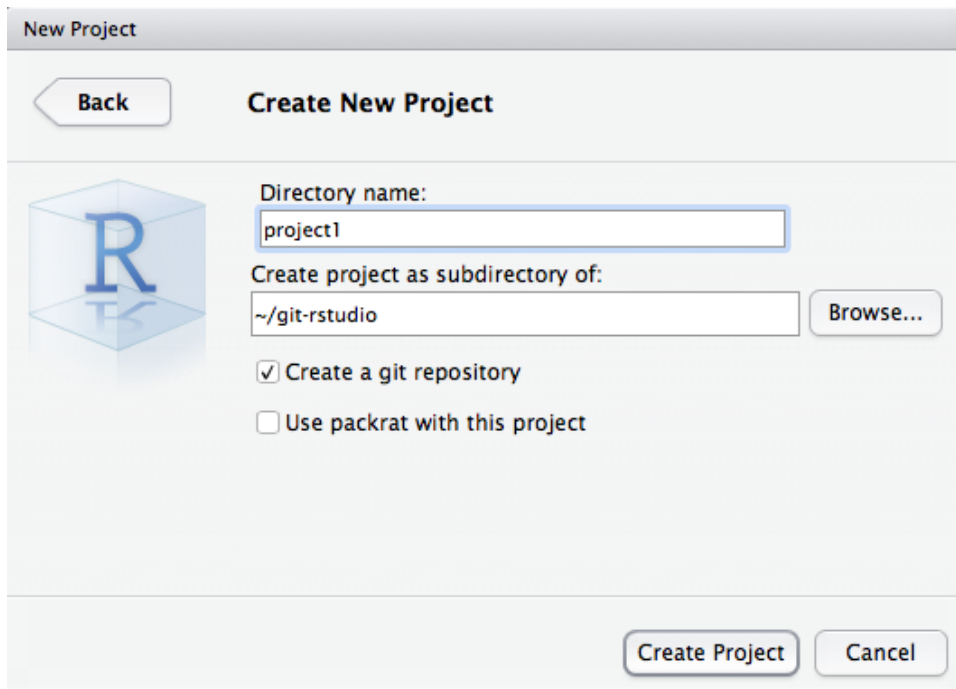 New Project
Back
Create New Project
R
Directory name:
project1
Create project as subdirectory of:
~/git-rstudio
Browse...
Create a git repository
Use packrat with this project
Create Project
Cancel